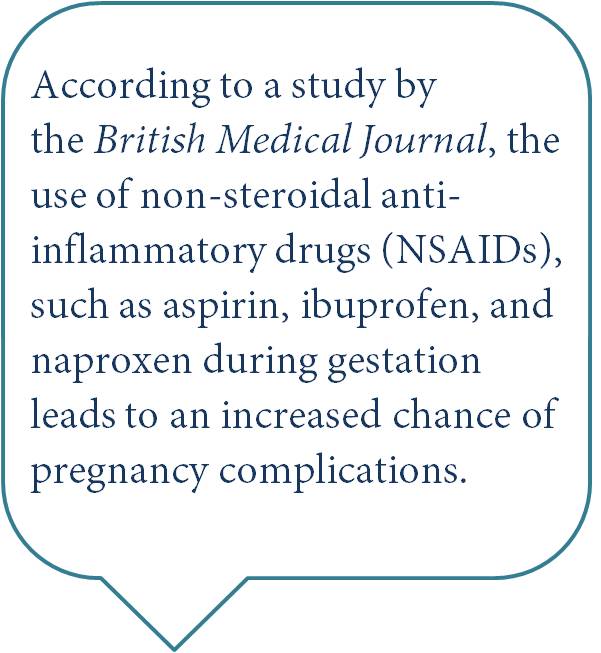 According to a study by
the British Medical Journal, the
use of non-steroidal anti-
inflammatory drugs (NSAIDs),
such as aspirin, ibuprofen, and
naproxen during gestation
leads to an increased chance of
pregnancy complications.